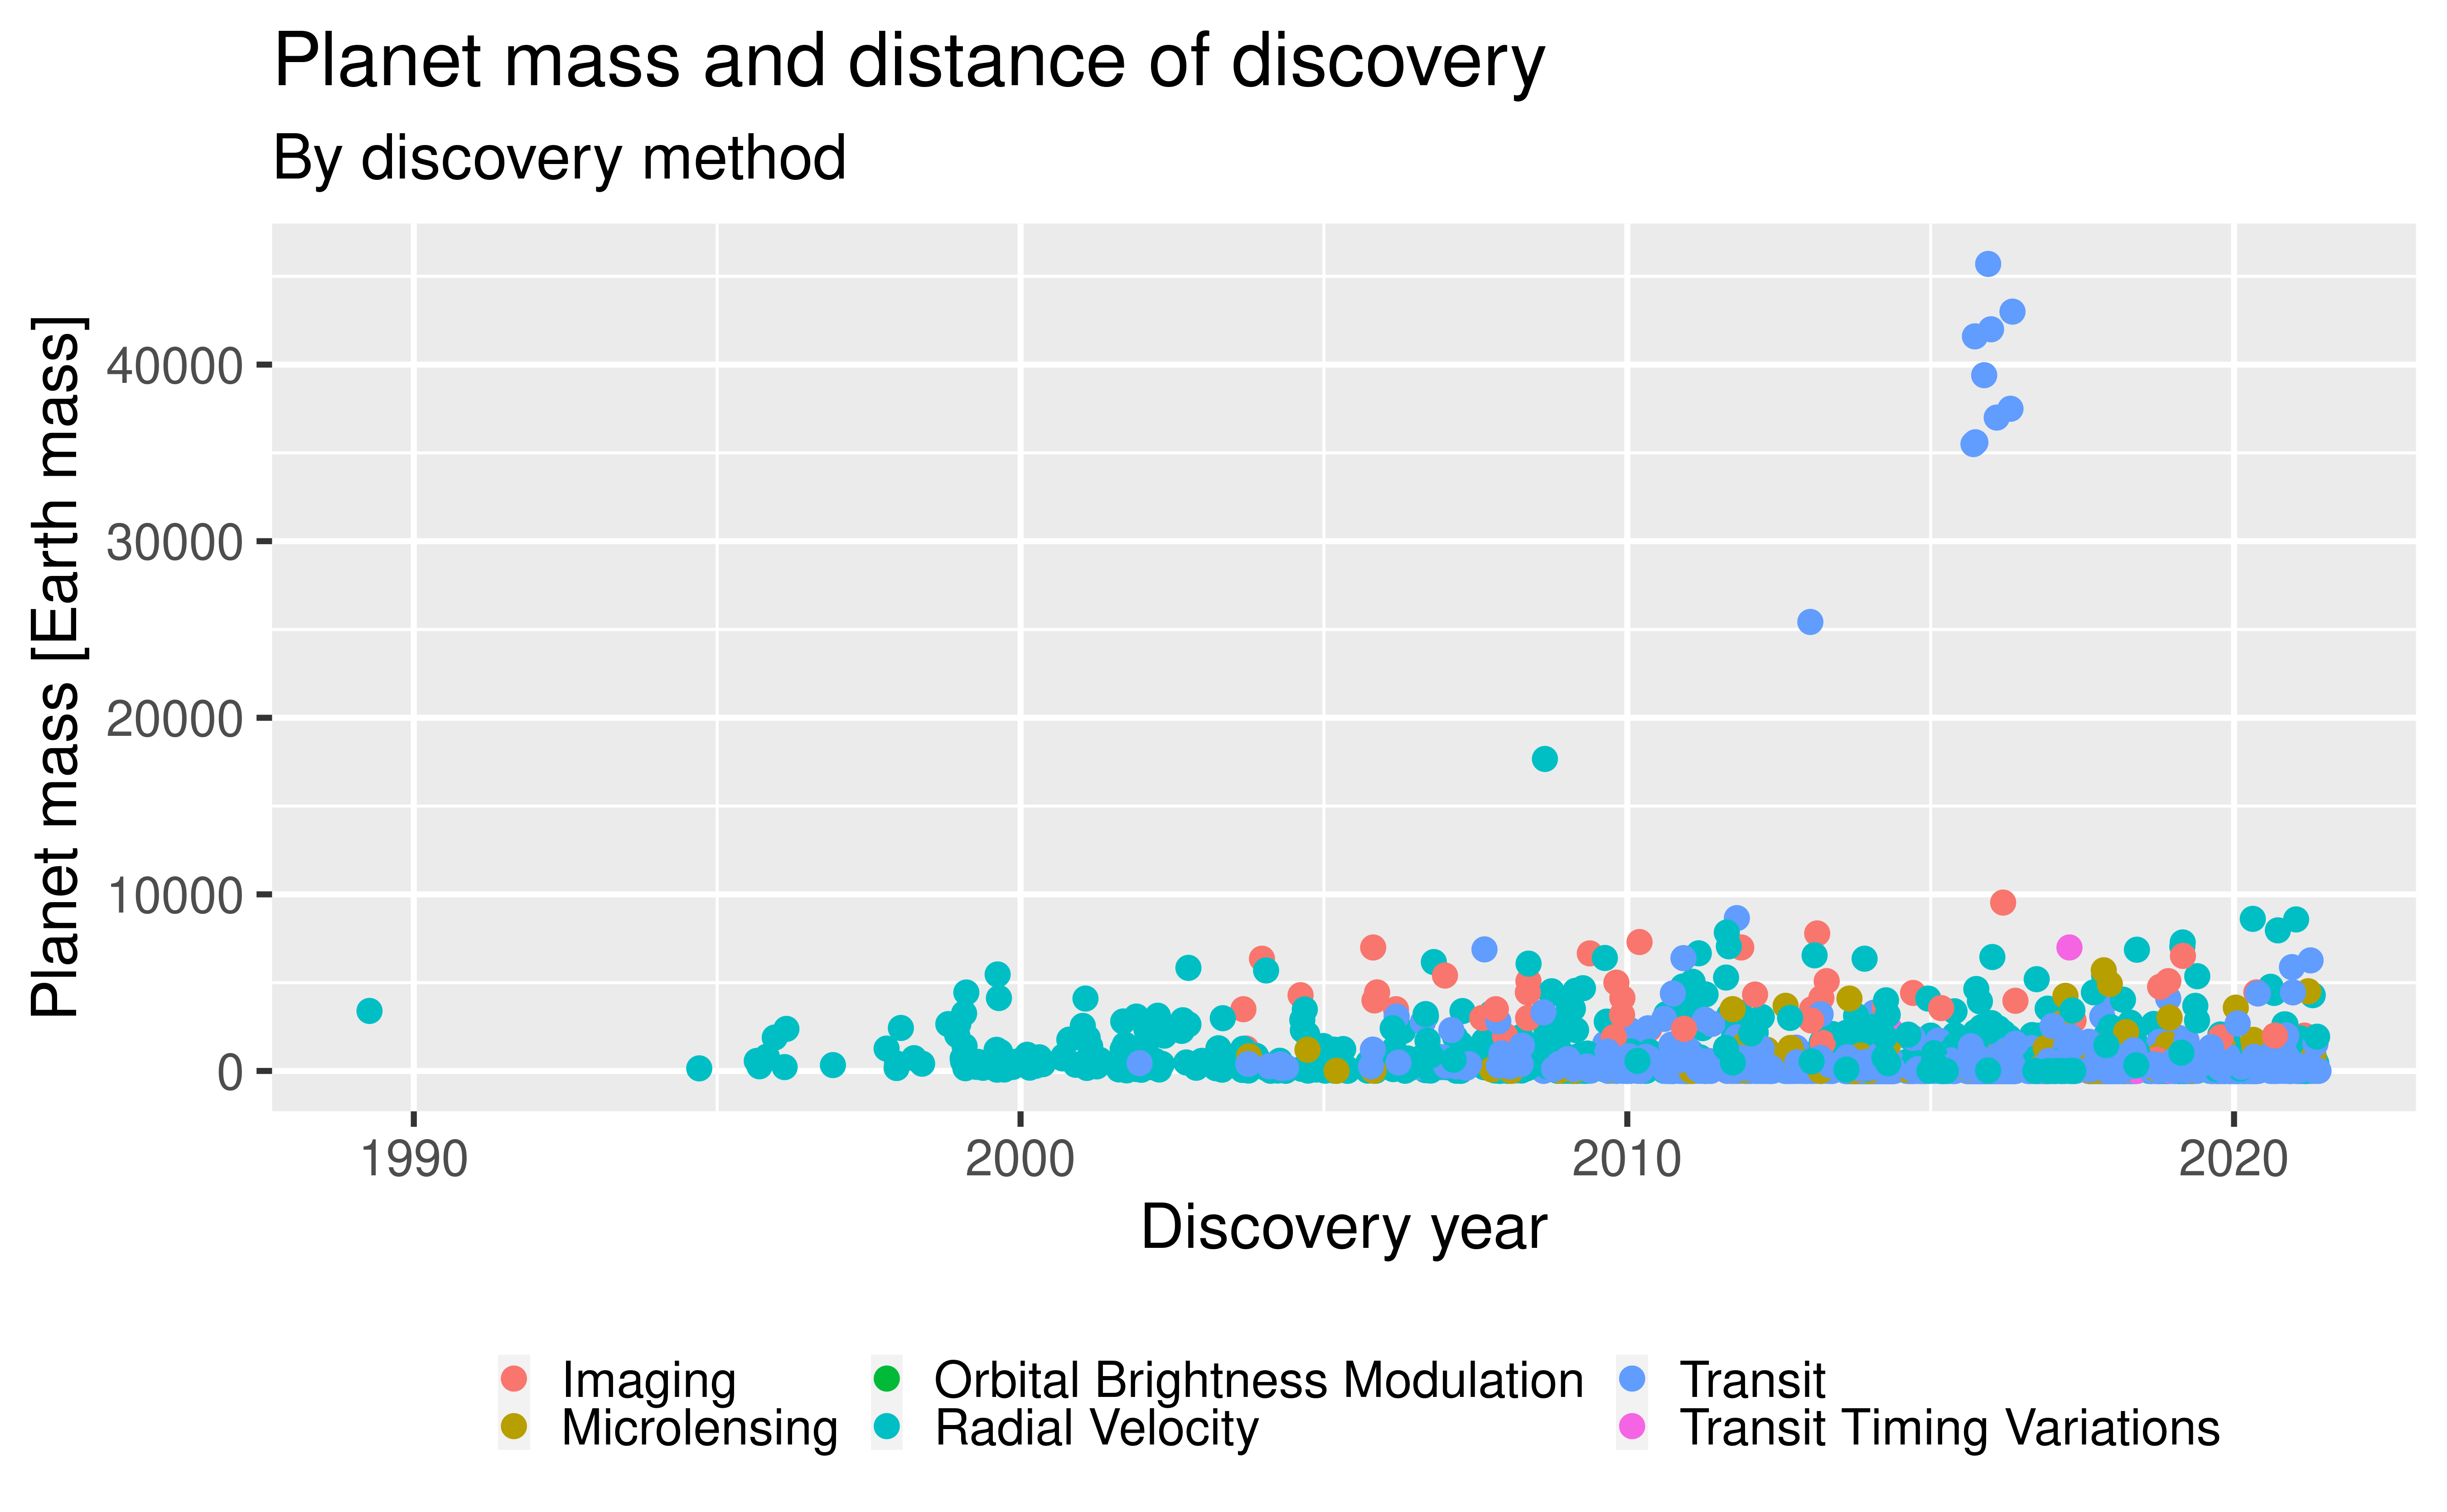 Planet mass and distance of discovery
By discovery method
Planet mass [Earth mass]
40000
30000
20000
10000
0
1990 2000 2010 2020
Discovery year
Imaging Orbital Brightness Modulation Transit
Microlensing Radial Velocity Transit Timing Variations